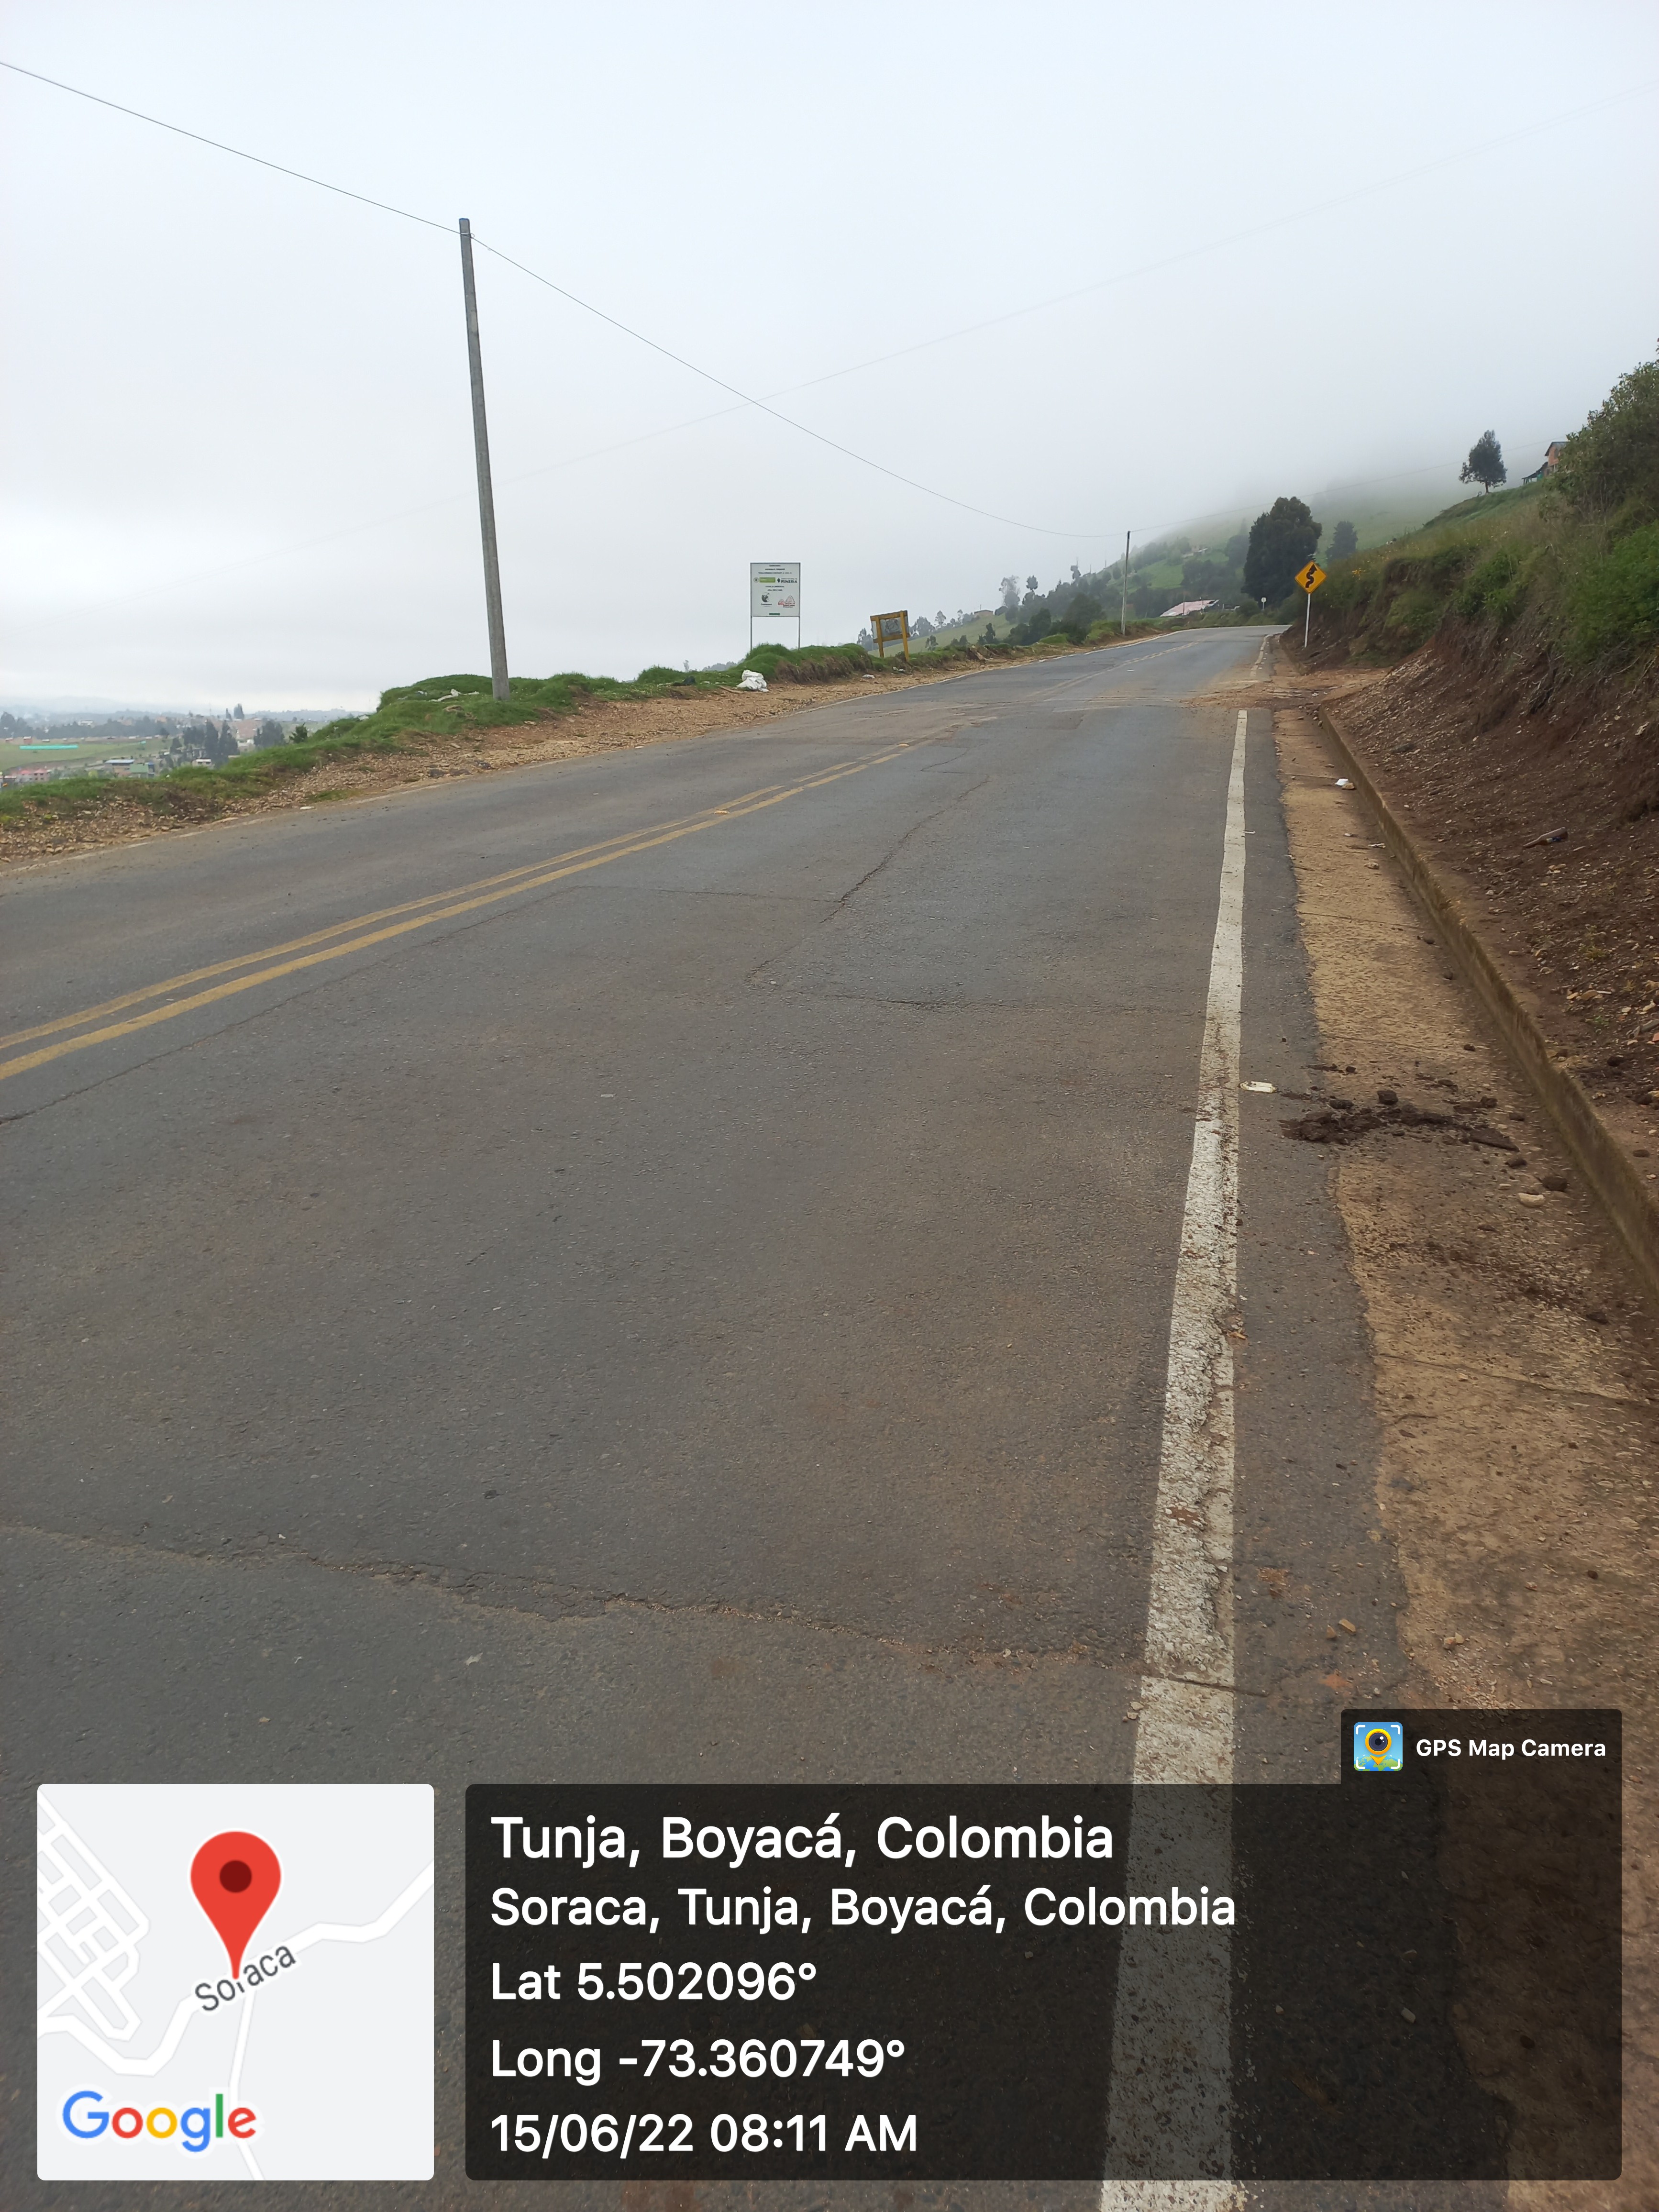 MINERIA
GPS Map Camera
Tunja, Boyacá, Colombia
Soraca, Tunja, Boyacá, Colombia
Lat 5.502096°
Long -73.360749°
15/06/22 08:11 AM
Soraca
Google